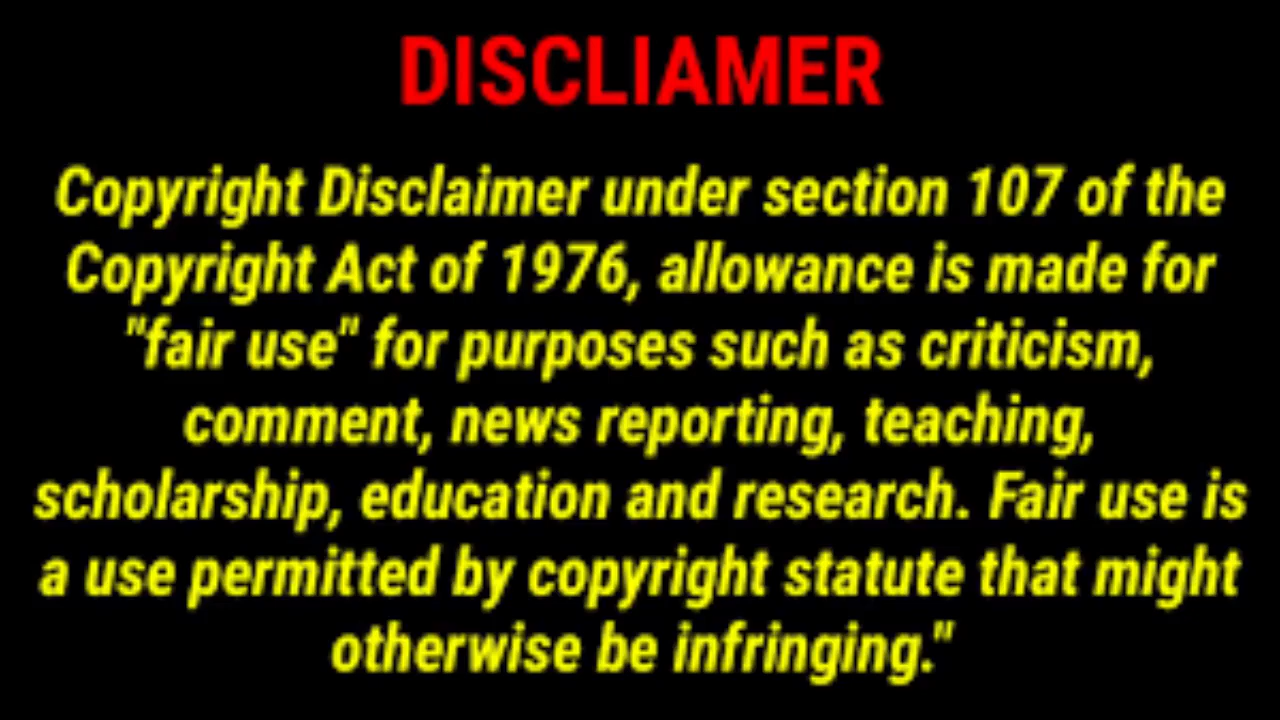 DISCLIAMER
Copyright Disclaimer under section 107 of the
Copyright Act of 1976, allowance is made for
"fair use" for purposes such as criticism,
comment, news reporting, teaching,
scholarship, education and research. Fair use is
a use permitted by copyright statute that might
otherwise be infringing."